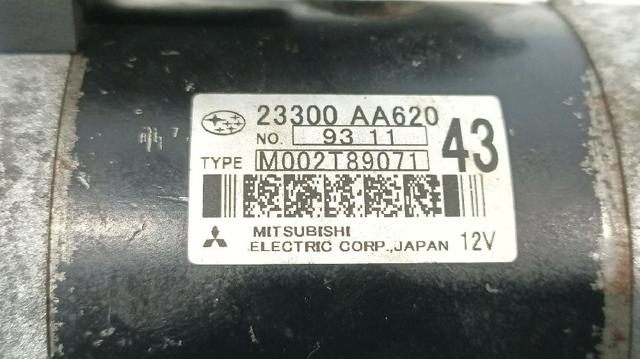 23300 AA620
NO. 93 11
43
TYPE M002T89071
MITSUBISHI
ELECTRIC CORP., JAPAN 12V